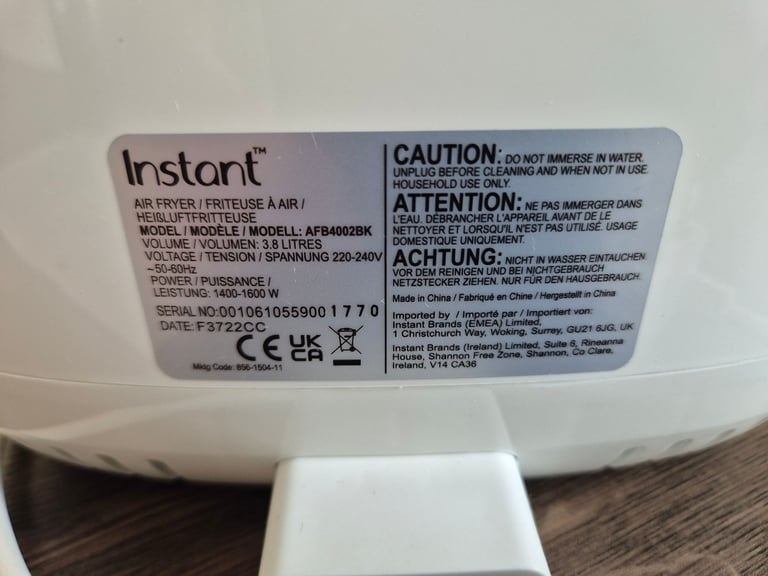 Instant™
AIR FRYER / FRITEUSE À AIR /
HEIßLUFTFRITTEUSE
MODEL / MODÈLE / MODELL: AFB4002BK
VOLUME / VOLUMEN: 3.8 LITRES
VOLTAGE / TENSION / SPANNUNG 220-240V
~50-60Hz
POWER / PUISSANCE /
LEISTUNG: 1400-1600 W
SERIAL NO:001061055900 1770
DATE: F3722CC
CE UK
CA
Mktg Code: 856-1504-11
CAUTION: DO NOT IMMERSE IN WATER.
UNPLUG BEFORE CLEANING AND WHEN NOT IN USE.
HOUSEHOLD USE ONLY.
ATTENTION: NE PAS IMMERGER DANS
L'EAU. DÉBRANCHER L'APPAREIL AVANT DE LE
NETTOYER ET LORSQU'IL N'EST PAS UTILISÉ. USAGE
DOMESTIQUE UNIQUEMENT.
ACHTUNG: NICHT IN WASSER EINTAUCHEN.
VOR DEM REINIGEN UND BEI NICHTGEBRAUCH
NETZSTECKER ZIEHEN. NUR FÜR DEN HAUSGEBRAUCH.
Made in China / Fabriqué en Chine / Hergestellt in China
Imported by / Importé par / Importiert von:
Instant Brands (EMEA) Limited,
1 Christchurch Way, Woking, Surrey, GU21 6JG, UK
Instant Brands (Ireland) Limited, Suite 6, Rineanna
House, Shannon Free Zone, Shannon, Co Clare,
Ireland, V14 CA36